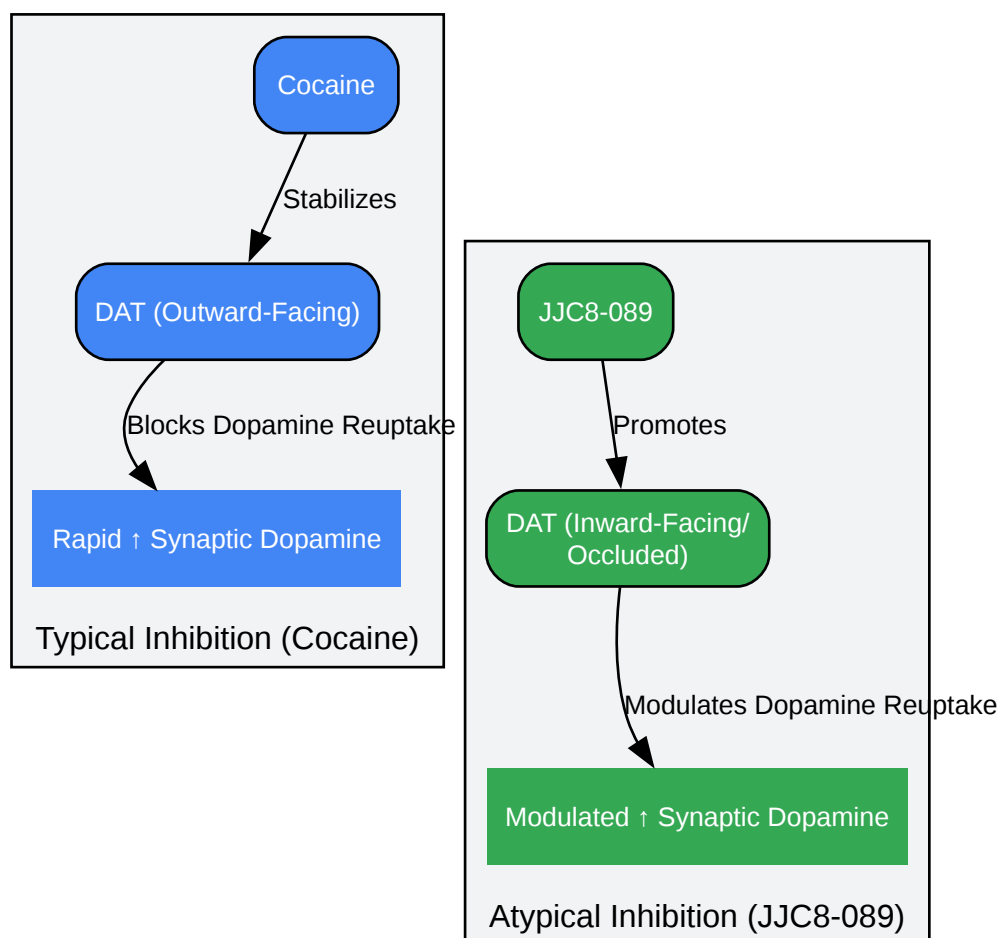 Cocaine
Stabilizes
DAT (Outward-Facing)
Blocks Dopamine Reuptake
Rapid ↑ Synaptic Dopamine
Typical Inhibition (Cocaine)
JJC8-089
Promotes
DAT (Inward-Facing/
Occluded)
Modulates Dopamine Reuptake
Modulated ↑ Synaptic Dopamine
Atypical Inhibition (JJC8-089)